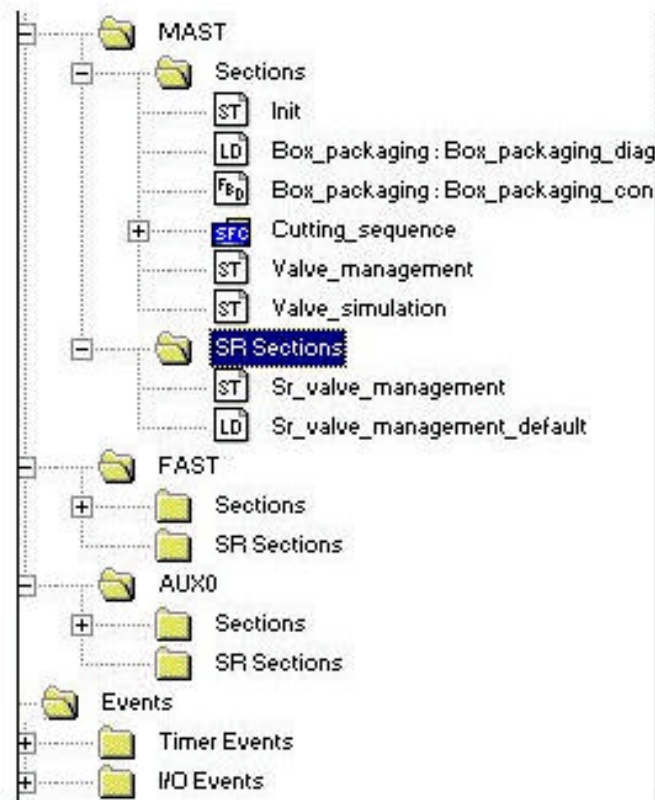 MAST
Sections
ST Init
LD Box_packaging : Box_packaging_diag
FBD Box_packaging : Box_packaging_con
SFC Cutting_sequence
ST Valve_management
ST Valve_simulation
SR Sections
ST Sr_valve_management
LD Sr_valve_management_default
FAST
Sections
SR Sections
AUX0
Sections
SR Sections
Events
Timer Events
I/O Events